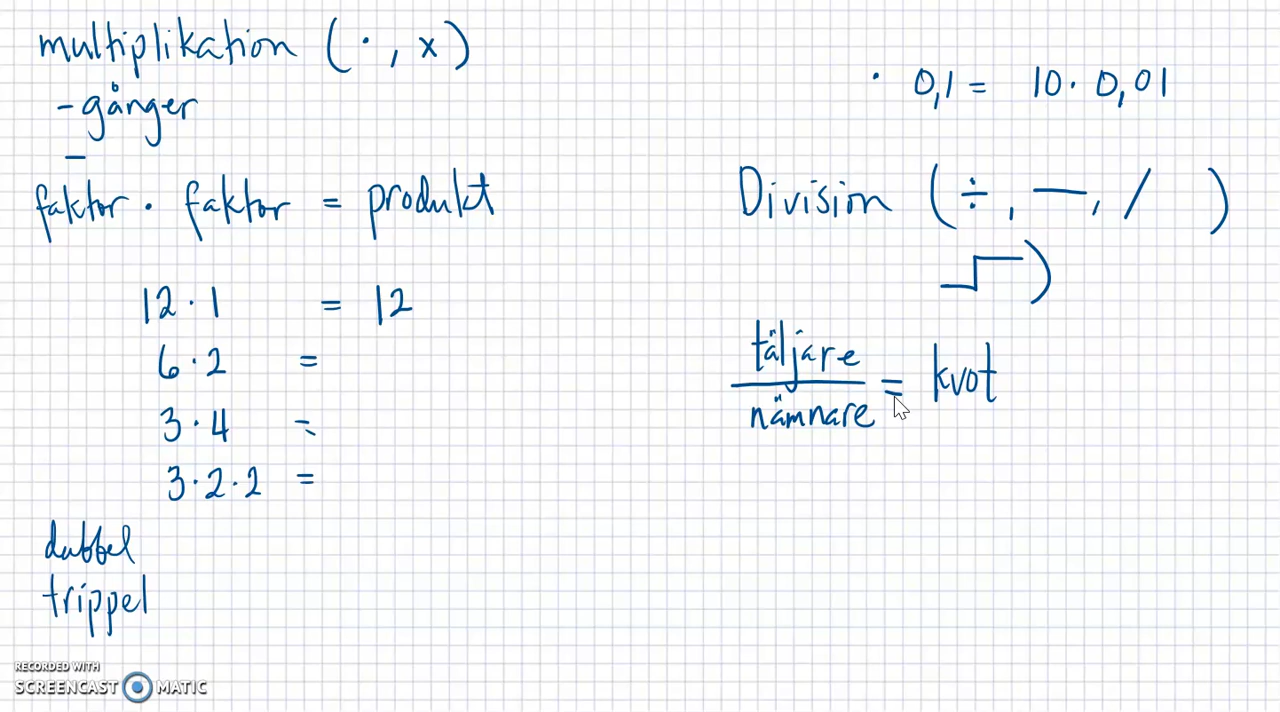 multiplikation (·, x)
- gånger
-
faktor · faktor = produkt
12 · 1 = 12
6 · 2 =
3 · 4 =
3 · 2 · 2 =
dubbel
trippel
· 0,1 = 10 · 0,01
Division (÷, —, /)
)
täljare
nämnare
= kvot
RECORDED WITH
SCREENCAST MATIC